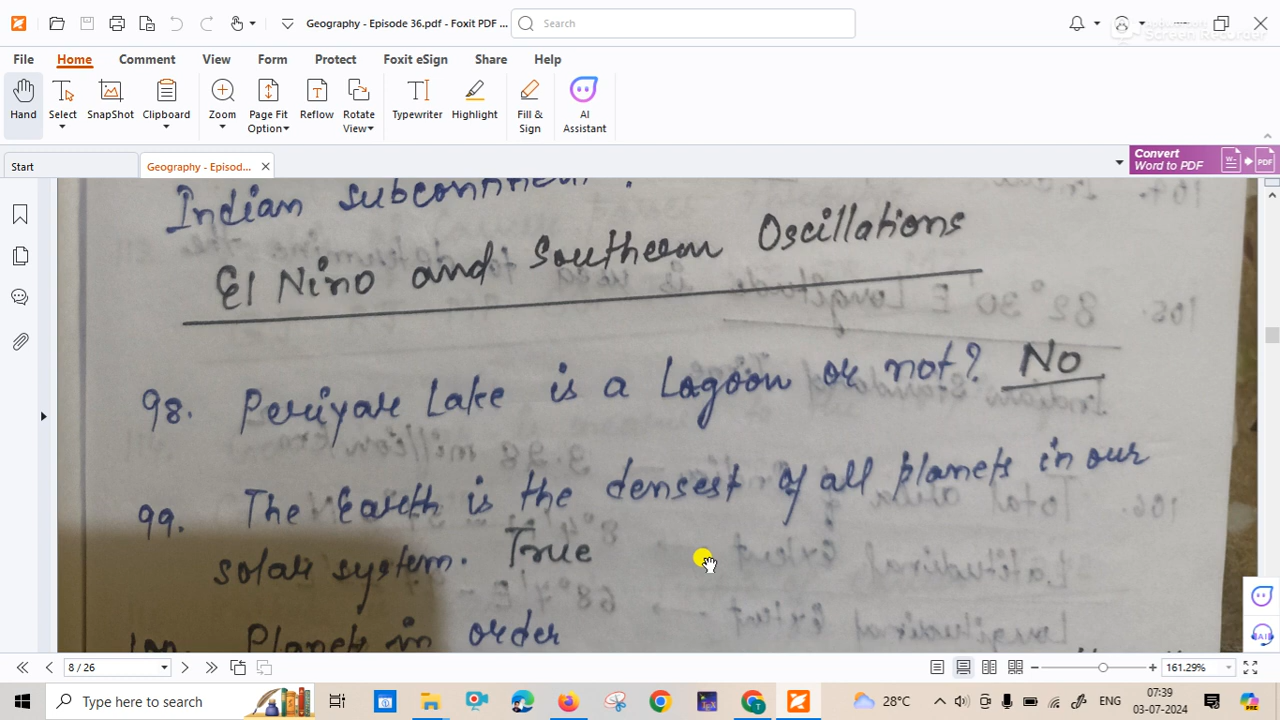 Geography - Episode 36.pdf - Foxit PDF ...
Search
File Home Comment View Form Protect Foxit eSign Share Help
Hand Select SnapShot Clipboard Zoom Page Fit Option Reflow Rotate View Typewriter Highlight Fill & Sign AI Assistant
Start Geography - Episod...
Convert Word to PDF
Indian subcontinent?
El Nino and Southern Oscillations
98. Periyar Lake is a Lagoon or not? No
99. The Earth is the densest of all planets in our
solar system. True
100. Planets in order
8 / 26
161.29%
Type here to search
28°C
ENG
07:39
03-07-2024